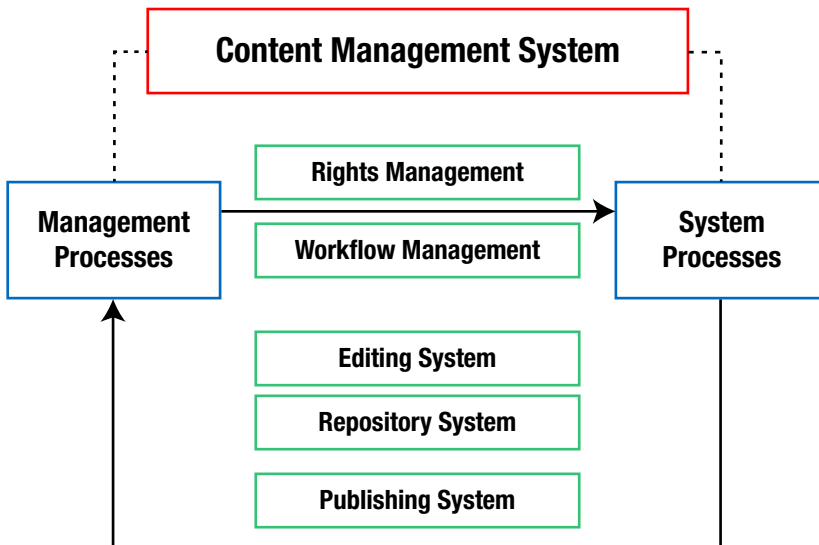 Content Management System
Rights Management
Management
Processes
System
Processes
Workflow Management
Editing System
Repository System
Publishing System